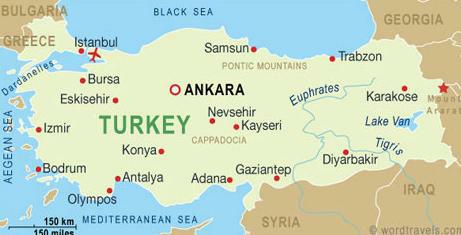 BULGARIA
BLACK SEA
GEORGIA
GREECE
Istanbul
Samsun
Trabzon
PONTIC MOUNTAINS
Dardanelles
Bursa
ANKARA
Euphrates
Karakose
Eskisehir
Mount
Ararat
Nevsehir
AEGEAN SEA
Izmir
TURKEY
Kayseri
Lake Van
CAPPADOCIA
Tigris
Konya
Diyarbakir
Bodrum
Antalya
Adana
Gaziantep
Olympos
IRAQ
150 km
150 miles
MEDITERRANEAN SEA
SYRIA
© wordtravels.com